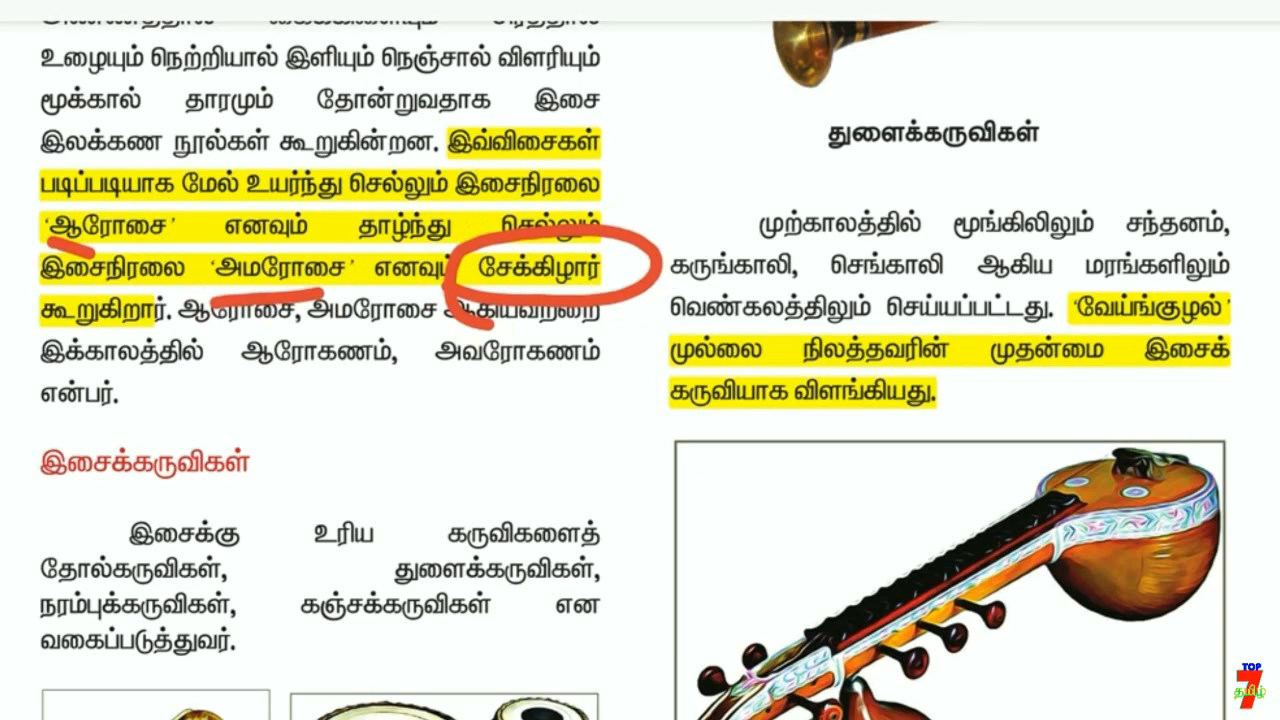 உழையும் நெற்றியால் இளியும் நெஞ்சால் விளரியும்
மூக்கால் தாரமும் தோன்றுவதாக இசை
இலக்கண நூல்கள் கூறுகின்றன. இவ்விசைகள்
படிப்படியாக மேல் உயர்ந்து செல்லும் இசைநிரலை
‘ஆரோசை’ எனவும் தாழ்ந்து செல்லும்
இசைநிரலை ‘அமரோசை’ எனவும் சேக்கிழார்
கூறுகிறார். ஆரோசை, அமரோசை ஆகியவற்றை
இக்காலத்தில் ஆரோகணம், அவரோகணம்
என்பர்.
இசைக்கருவிகள்
இசைக்கு உரிய கருவிகளைத்
தோல்கருவிகள், துளைக்கருவிகள்,
நரம்புக்கருவிகள், கஞ்சக்கருவிகள் என
வகைப்படுத்துவர்.
துளைக்கருவிகள்
முற்காலத்தில் மூங்கிலிலும் சந்தனம்,
கருங்காலி, செங்காலி ஆகிய மரங்களிலும்
வெண்கலத்திலும் செய்யப்பட்டது. ‘வேய்ங்குழல்’
முல்லை நிலத்தவரின் முதன்மை இசைக்
கருவியாக விளங்கியது.
TOP
7
தமிழ்